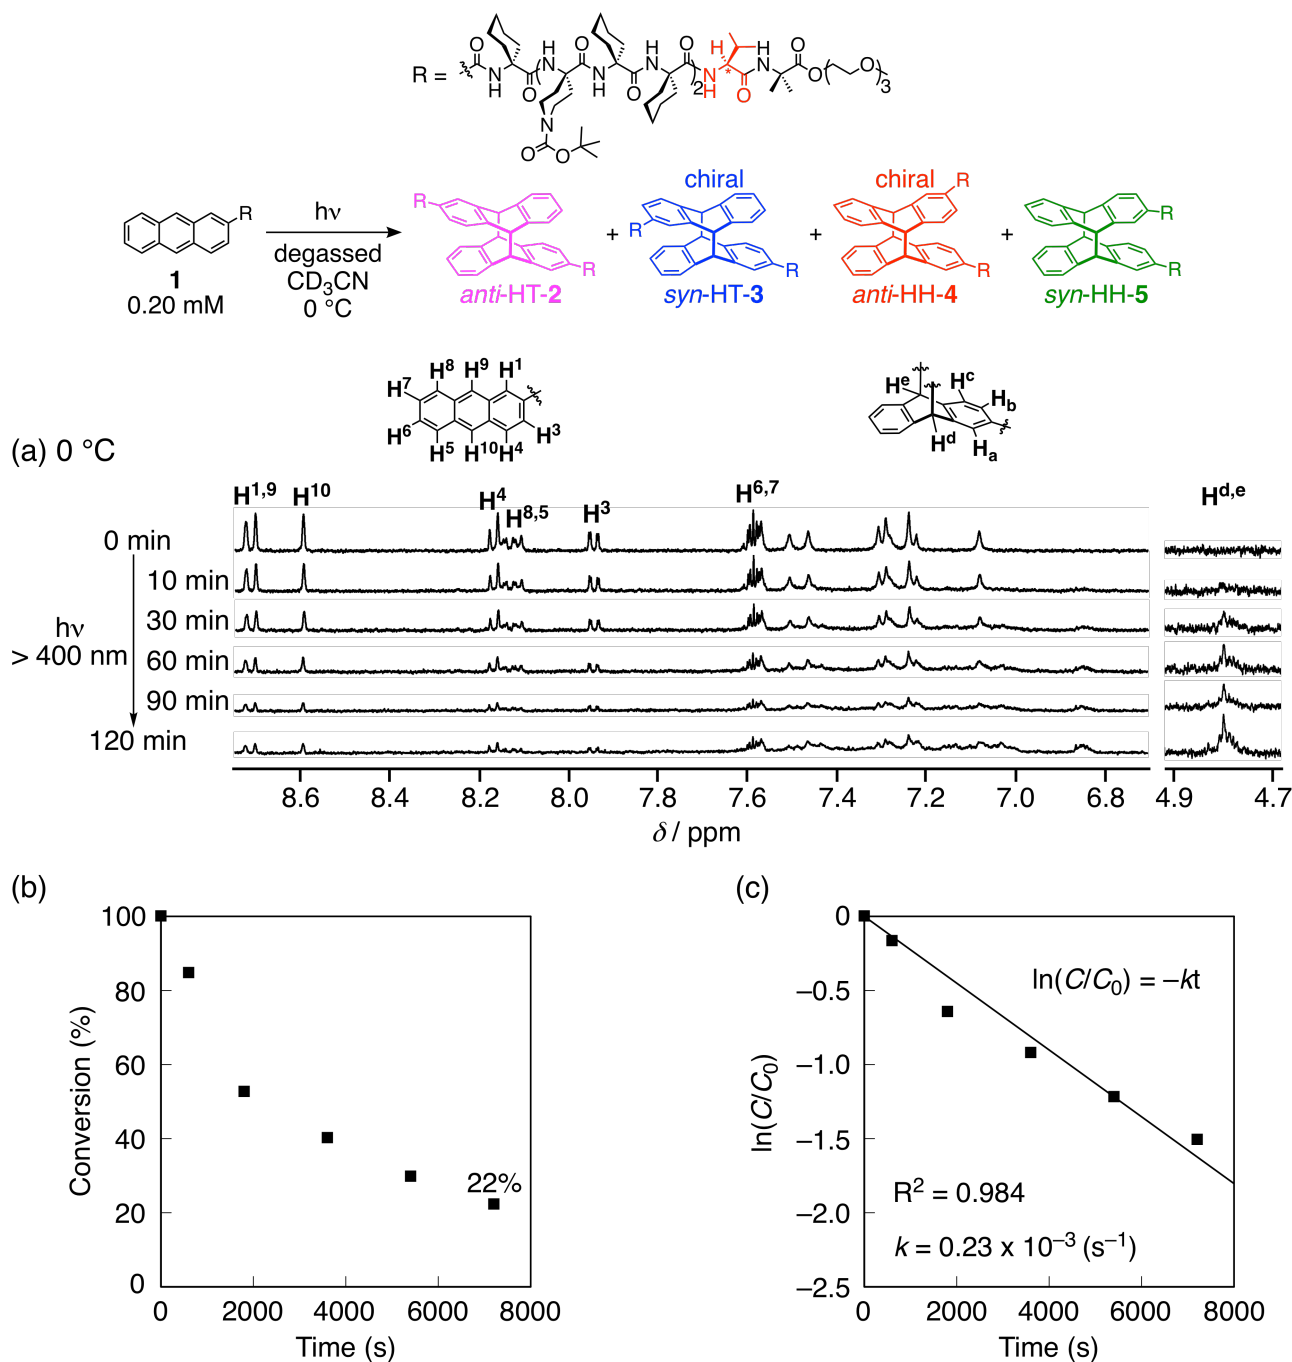 R =
O
H
N
O
N
H
O
N
O
H
N
O
2
N
H
H
*
O
H
N
O
O
O
3
N
O
O
R
hν
degassed
CD3CN
0 °C
1
0.20 mM
R
R
anti-HT-2
+
chiral
R
R
syn-HT-3
+
chiral
R
R
anti-HH-4
+
R
R
syn-HH-5
H8 H9 H1
H7
H6 H3
H5 H10 H4
He Hc
Hb
Hd Ha
(a) 0 °C
H1,9 H10 H4 H8,5 H3 H6,7 Hd,e
0 min
10 min
30 min
hν
> 400 nm
60 min
90 min
120 min
8.6 8.4 8.2 8.0 7.8 7.6 7.4 7.2 7.0 6.8 4.9 4.7
δ / ppm
(b)
100
80
60
40
20
0
Conversion (%)
22%
0 2000 4000 6000 8000
Time (s)
(c)
0
−0.5
−1.0
−1.5
−2.0
−2.5
ln(C/C0)
ln(C/C0) = −kt
R2 = 0.984
k = 0.23 x 10−3 (s−1)
0 2000 4000 6000 8000
Time (s)